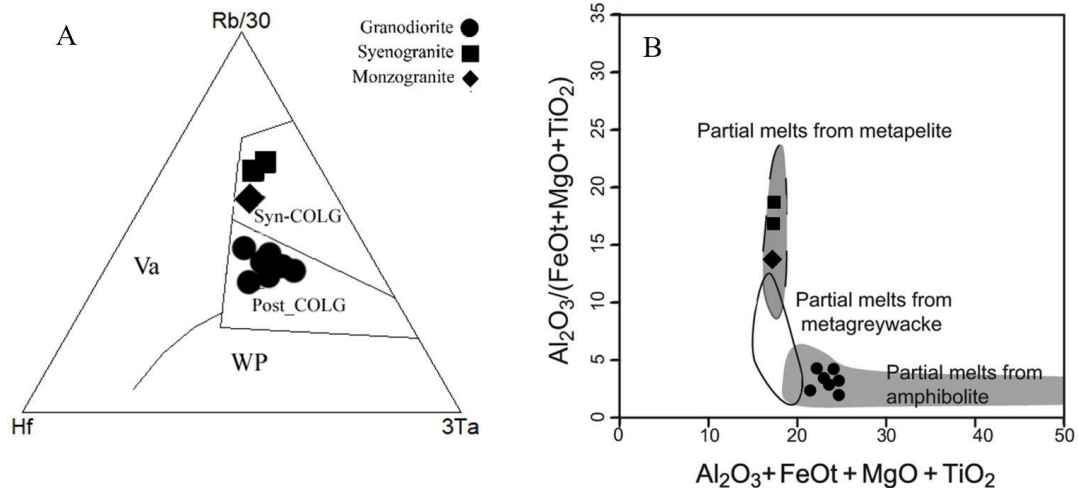 A
Rb/30
Granodiorite
Syenogranite
Monzogranite
Syn-COLG
Va
Post_COLG
WP
Hf
3Ta
B
35
30
25
20
15
10
5
0
Al₂O₃/(FeOt+MgO+TiO₂)
Partial melts from metapelite
Partial melts from
metagreywacke
Partial melts from
amphibolite
0 10 20 30 40 50
Al₂O₃+FeOt+MgO+TiO₂